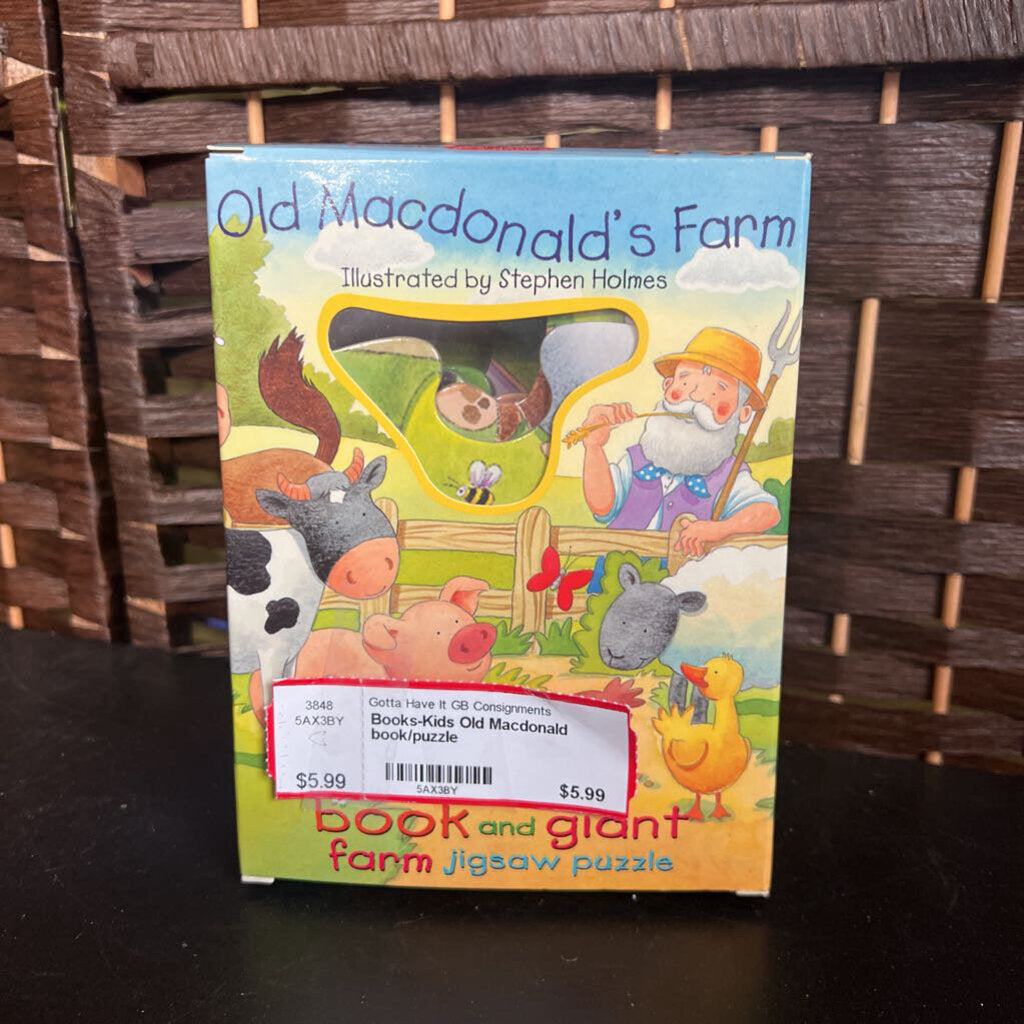 Old Macdonald's Farm
Illustrated by Stephen Holmes
3848
5AX3BY
Gotta Have It GB Consignments
Books-Kids Old Macdonald
book/puzzle
$5.99
5AX3BY
$5.99
book and giant
farm jigsaw puzzle